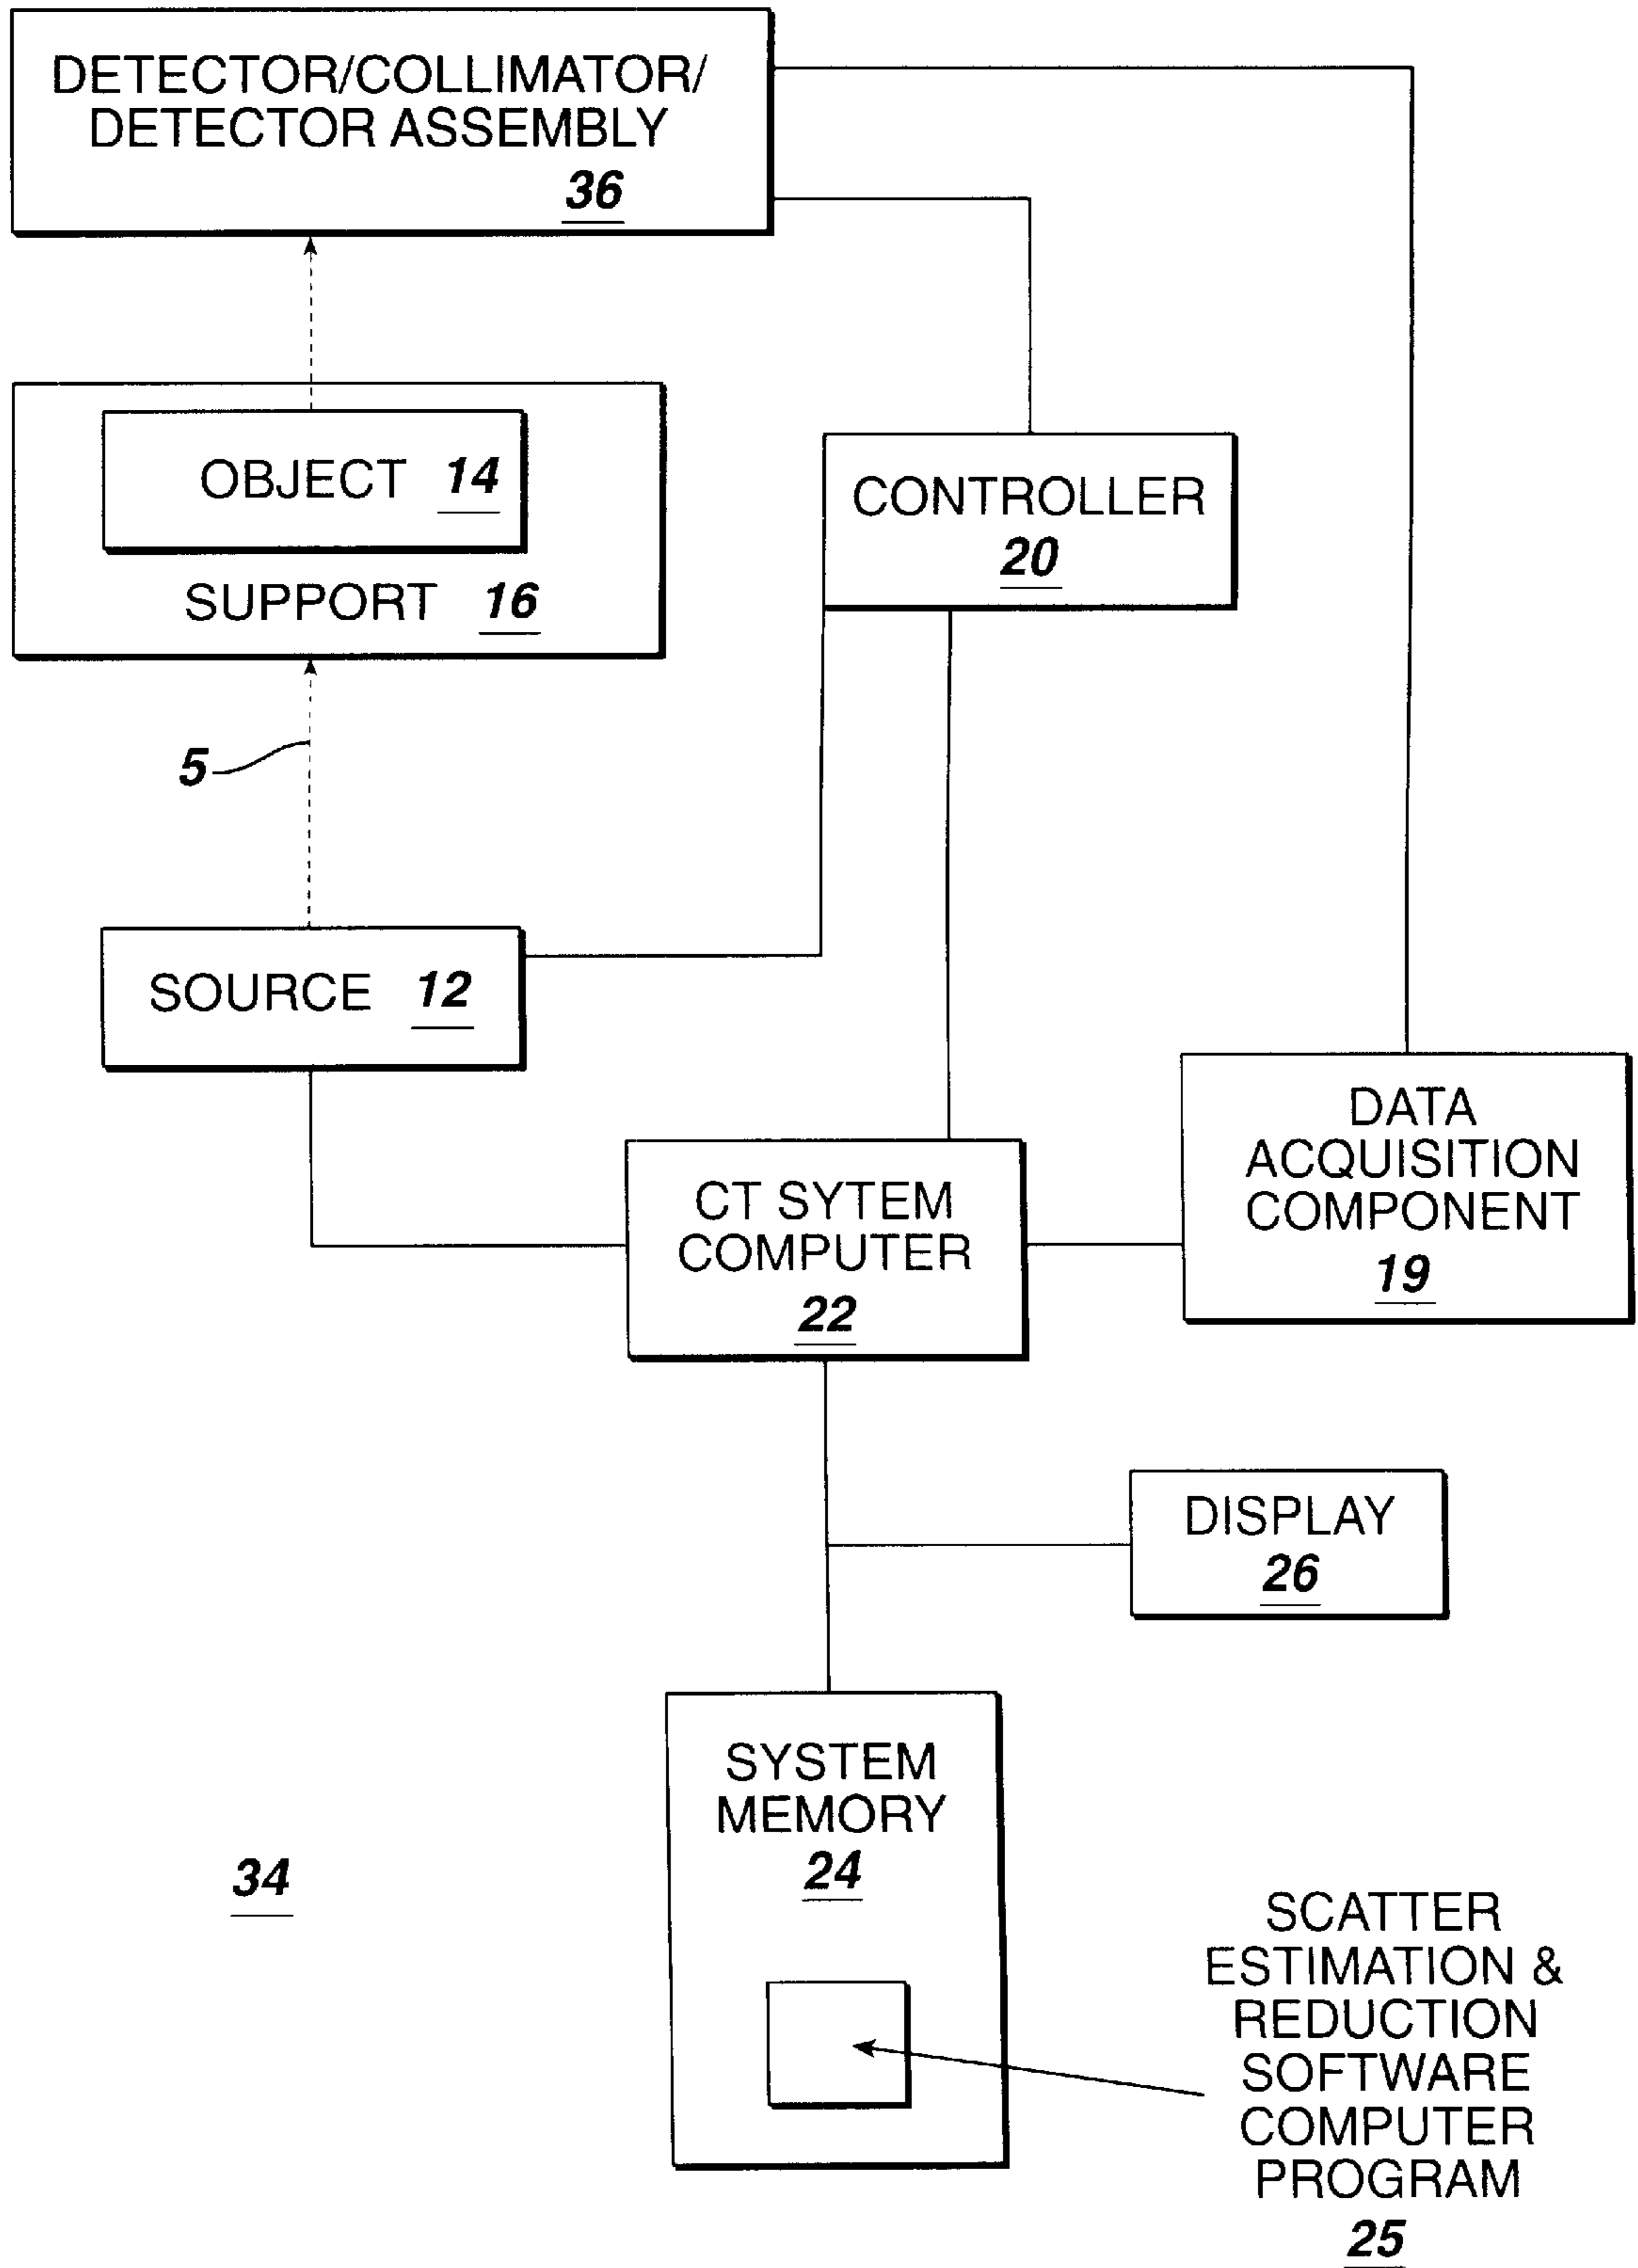 DETECTOR/COLLIMATOR/
DETECTOR ASSEMBLY
36
OBJECT 14
SUPPORT 16
CONTROLLER
20
5
SOURCE 12
DATA
ACQUISITION
COMPONENT
19
CT SYTEM
COMPUTER
22
DISPLAY
26
SYSTEM
MEMORY
24
34
SCATTER
ESTIMATION &
REDUCTION
SOFTWARE
COMPUTER
PROGRAM
25